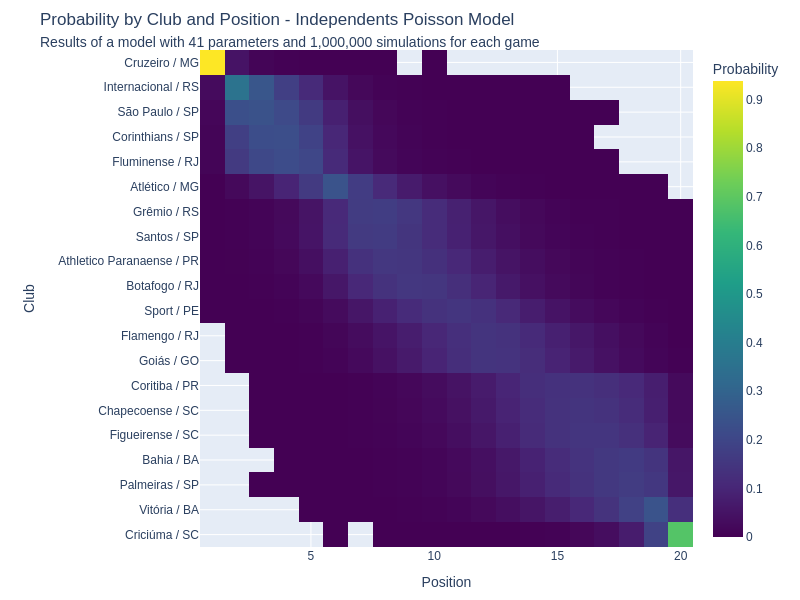 Probability by Club and Position - Independents Poisson Model
Results of a model with 41 parameters and 1,000,000 simulations for each game
Cruzeiro / MG
Internacional / RS
São Paulo / SP
Corinthians / SP
Fluminense / RJ
Atlético / MG
Grêmio / RS
Santos / SP
Athletico Paranaense / PR
Botafogo / RJ
Sport / PE
Flamengo / RJ
Goiás / GO
Coritiba / PR
Chapecoense / SC
Figueirense / SC
Bahia / BA
Palmeiras / SP
Vitória / BA
Criciúma / SC
Club
5 10 15 20
Position
Probability
0.9
0.8
0.7
0.6
0.5
0.4
0.3
0.2
0.1
0